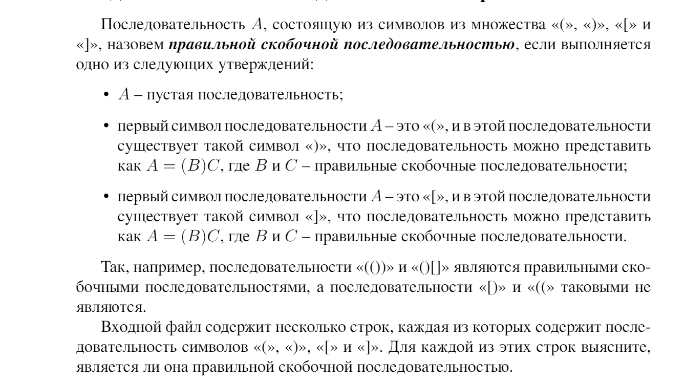 Последовательность A, состоящую из символов из множества «(», «)», «[» и
«]», назовем правильной скобочной последовательностью, если выполняется
одно из следующих утверждений:
• A – пустая последовательность;
• первый символ последовательности A – это «(», и в этой последовательности
существует такой символ «)», что последовательность можно представить
как A = (B)C, где B и C – правильные скобочные последовательности;
• первый символ последовательности A – это «[», и в этой последовательности
существует такой символ «]», что последовательность можно представить
как A = (B)C, где B и C – правильные скобочные последовательности.
Так, например, последовательности «(())» и «()[]» являются правильными ско-
бочными последовательностями, а последовательности «[)» и «((» таковыми не
являются.
Входной файл содержит несколько строк, каждая из которых содержит после-
довательность символов «(», «)», «[» и «]». Для каждой из этих строк выясните,
является ли она правильной скобочной последовательностью.